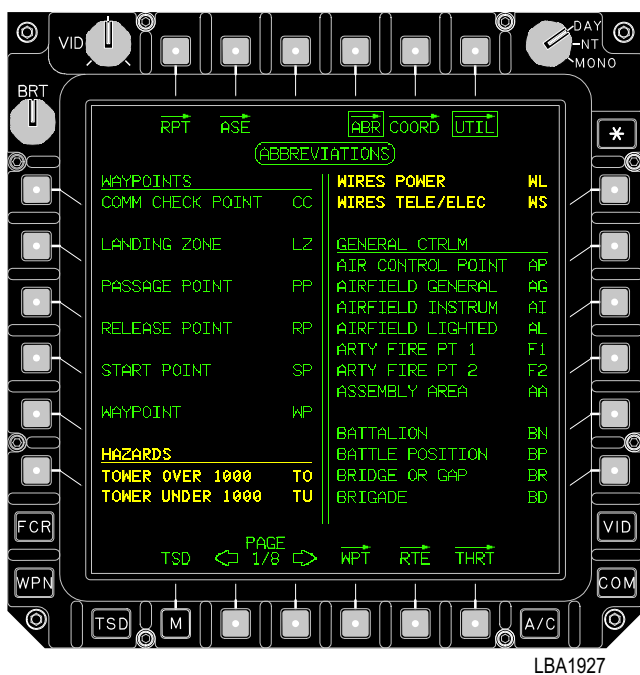 VID
DAY
NT
MONO
BRT
RPT ASE ABR COORD UTIL
ABBREVIATIONS
WAYPOINTS
COMM CHECK POINT CC
LANDING ZONE LZ
PASSAGE POINT PP
RELEASE POINT RP
START POINT SP
WAYPOINT WP
HAZARDS
TOWER OVER 1000 TO
TOWER UNDER 1000 TU
WIRES POWER WL
WIRES TELE/ELEC WS
GENERAL CTRLM
AIR CONTROL POINT AP
AIRFIELD GENERAL AG
AIRFIELD INSTRUM AI
AIRFIELD LIGHTED AL
ARTY FIRE PT 1 F1
ARTY FIRE PT 2 F2
ASSEMBLY AREA AA
BATTALION BN
BATTLE POSITION BP
BRIDGE OR GAP BR
BRIGADE BD
PAGE
TSD 1/8 WPT RTE THRT
*
FCR
VID
WPN
COM
TSD M A/C
LBA1927